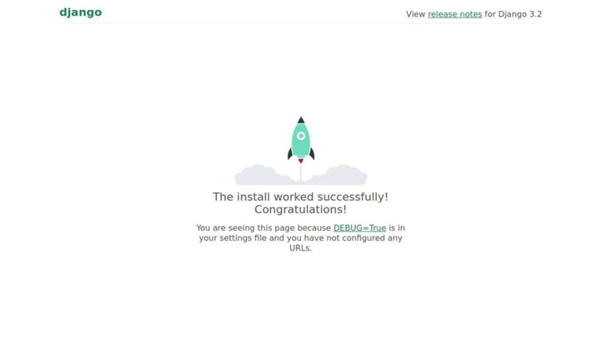 django
View release notes for Django 3.2
The install worked successfully!
Congratulations!
You are seeing this page because DEBUG=True is in
your settings file and you have not configured any
URLs.